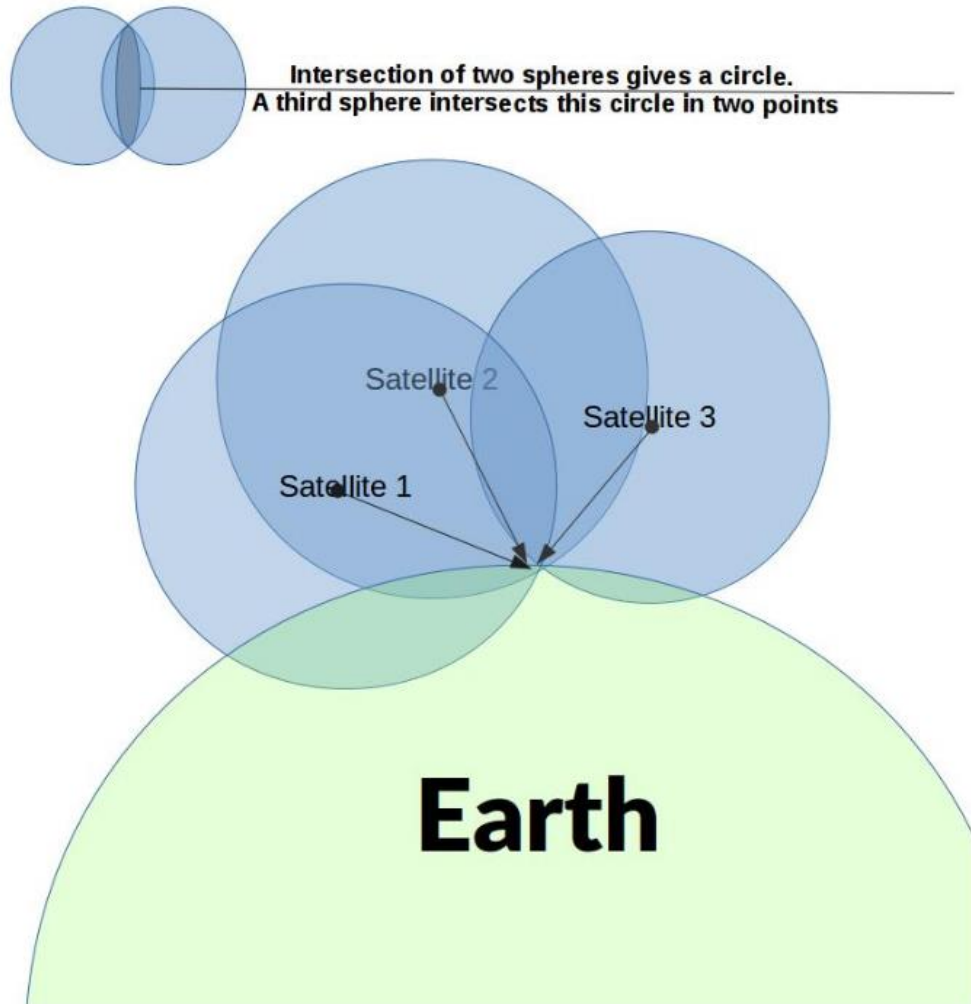 Intersection of two spheres gives a circle.
A third sphere intersects this circle in two points
Satellite 2
Satellite 3
Satellite 1
Earth